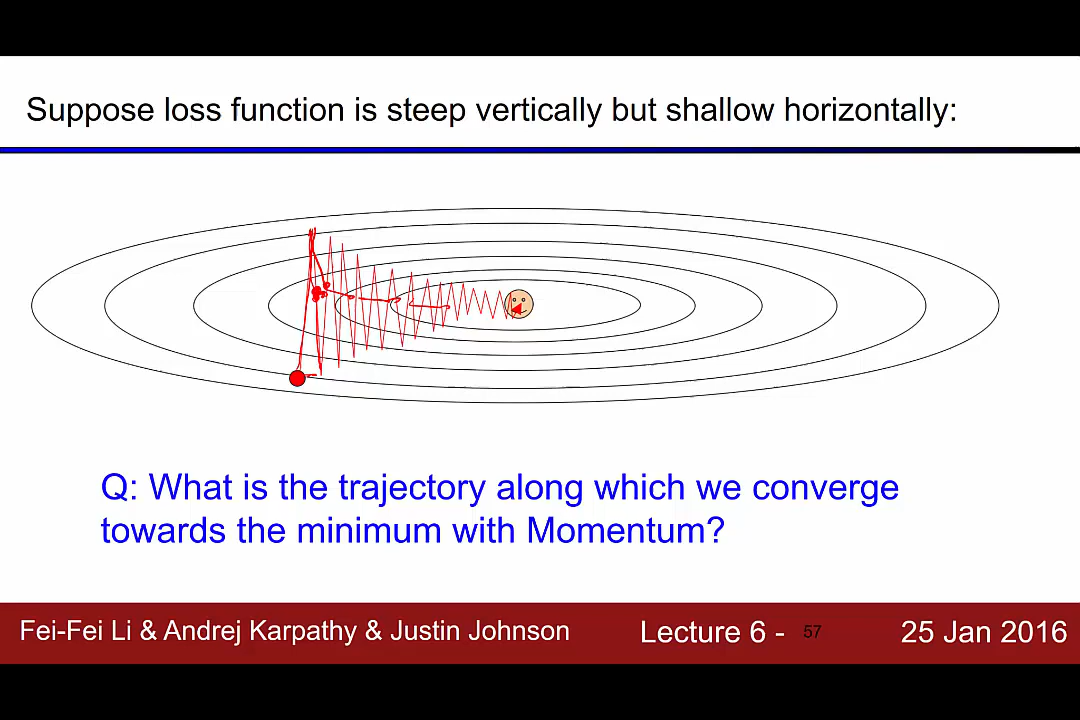 Suppose loss function is steep vertically but shallow horizontally:
Q: What is the trajectory along which we converge
towards the minimum with Momentum?
Fei-Fei Li & Andrej Karpathy & Justin Johnson Lecture 6 - 57 25 Jan 2016